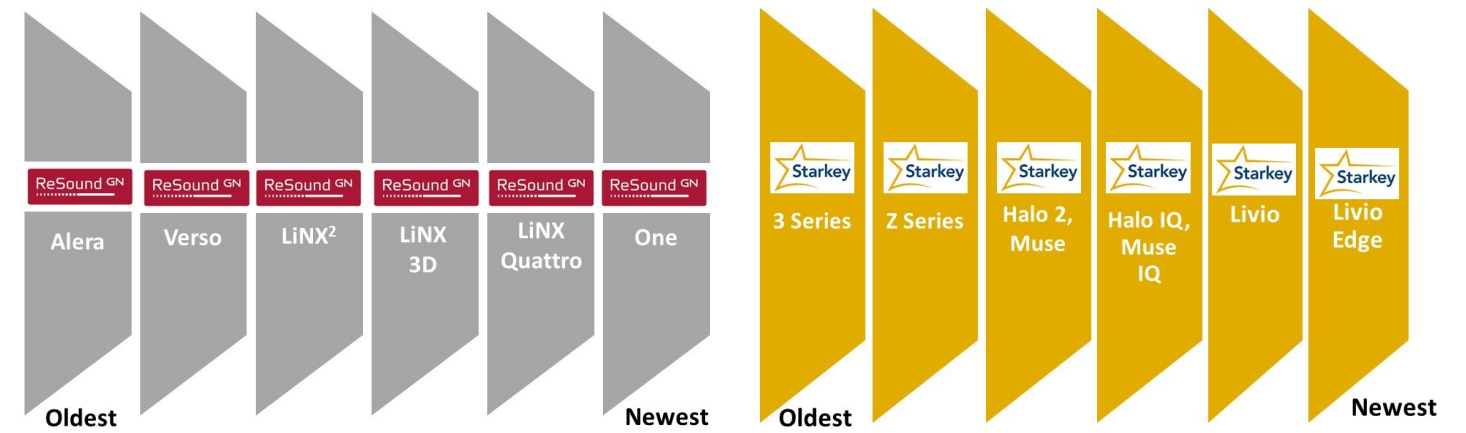 ReSound GN
Alera
ReSound GN
Verso
ReSound GN
LiNX²
ReSound GN
LiNX
3D
ReSound GN
LiNX
Quattro
ReSound GN
One
Oldest
Newest
Starkey
3 Series
Starkey
Z Series
Starkey
Halo 2,
Muse
Starkey
Halo IQ,
Muse
IQ
Starkey
Livio
Starkey
Livio
Edge
Oldest
Newest